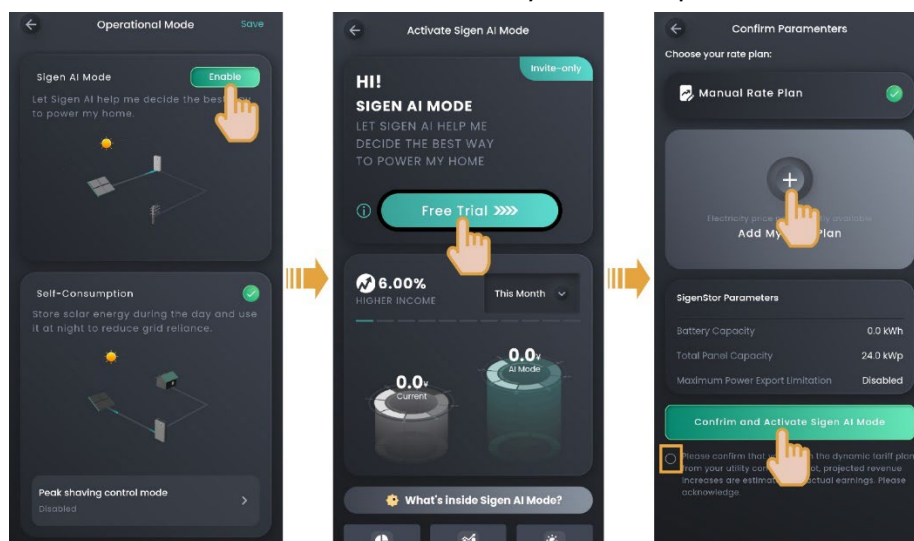 Operational Mode
Save
Sigen AI Mode
Enable
Let Sigen AI help me decide the best
to power my home.
Self-Consumption
Store solar energy during the day and use
it at night to reduce grid reliance.
Peak shaving control mode
Disabled
Activate Sigen AI Mode
Invite-only
HI!
SIGEN AI MODE
LET SIGEN AI HELP ME
DECIDE THE BEST WAY
TO POWER MY HOME
Free Trial
6.00%
HIGHER INCOME
This Month
0.0¥
Current
0.0¥
AI Mode
What's inside Sigen AI Mode?
Confirm Paramenters
Choose your rate plan:
Manual Rate Plan
Electricity price
Add My Plan
SigenStor Parameters
Battery Capacity
0.0 kWh
Total Panel Capacity
24.0 kWp
Maximum Power Export Limitation
Disabled
Confrim and Activate Sigen AI Mode
Please confirm that the dynamic tariff plan
from your utility projected revenue
increases are actual earnings. Please
acknowledge.